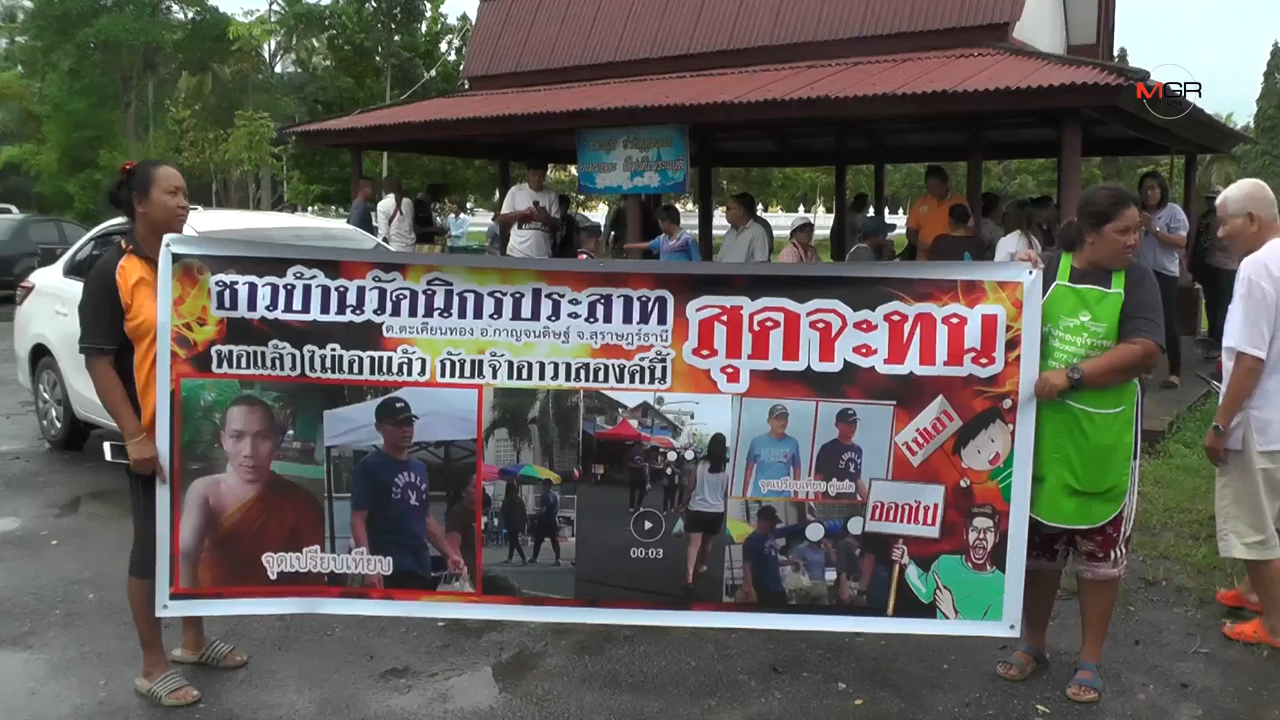 MGR
ONLINE
ชาวบ้านวัดนิกรประสาท
ต.ตะเคียนทอง อ.กาญจนดิษฐ์ จ.สุราษฎร์ธานี
พอแล้ว ไม่เอาแล้ว กับเจ้าอาวาสองค์นี้
สุดจะทน
จุดเปรียบเทียบ
00:03
จุดเปรียบเทียบ คู่แฝด
ไม่เอา
ออกไป